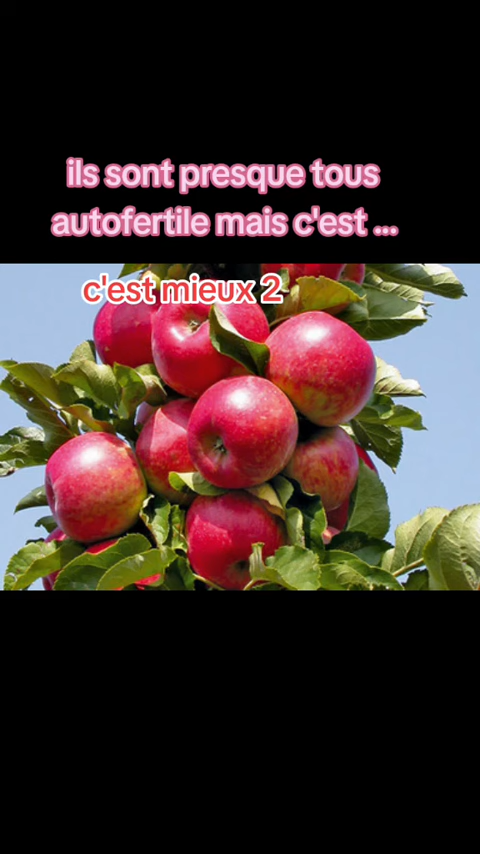 ils sont presque tous
autofertile mais c'est ...
c'est mieux 2